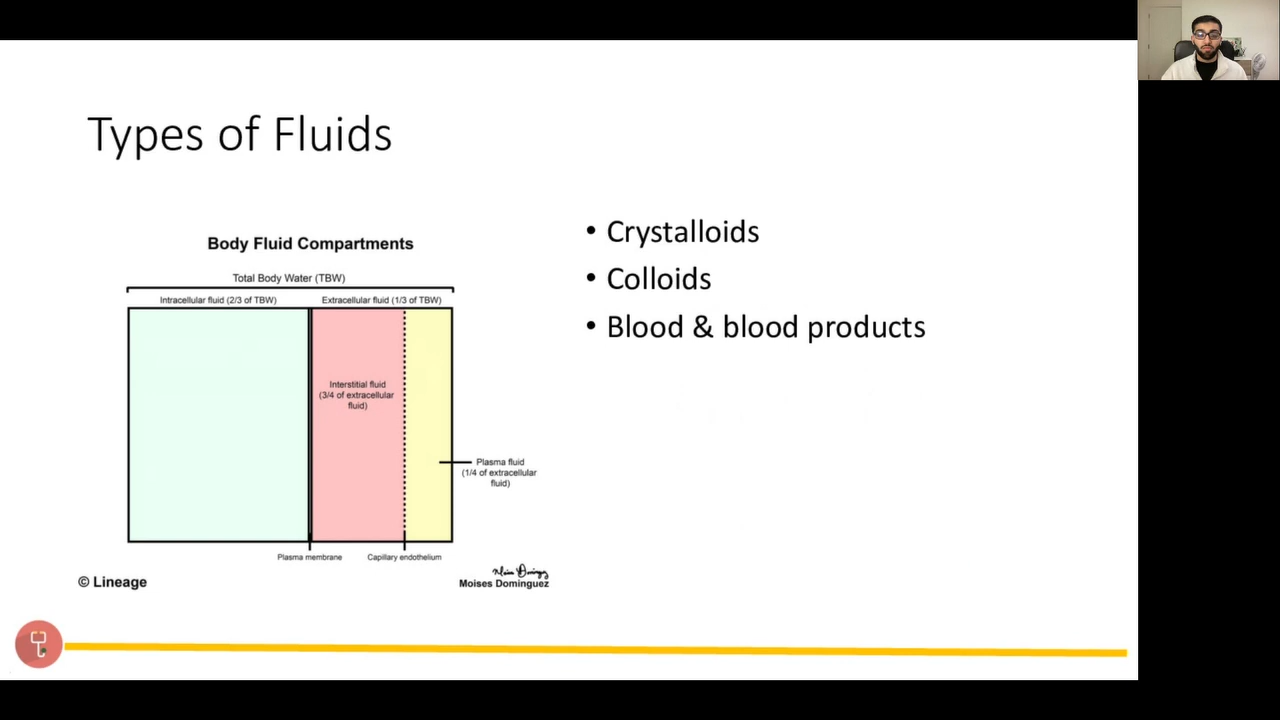 Types of Fluids
Body Fluid Compartments
Total Body Water (TBW)
Intracellular fluid (2/3 of TBW)
Extracellular fluid (1/3 of TBW)
Interstitial fluid
(3/4 of extracellular
fluid)
Plasma fluid
(1/4 of extracellular
fluid)
Plasma membrane
Capillary endothelium
© Lineage
Moises Dominguez
• Crystalloids
• Colloids
• Blood & blood products